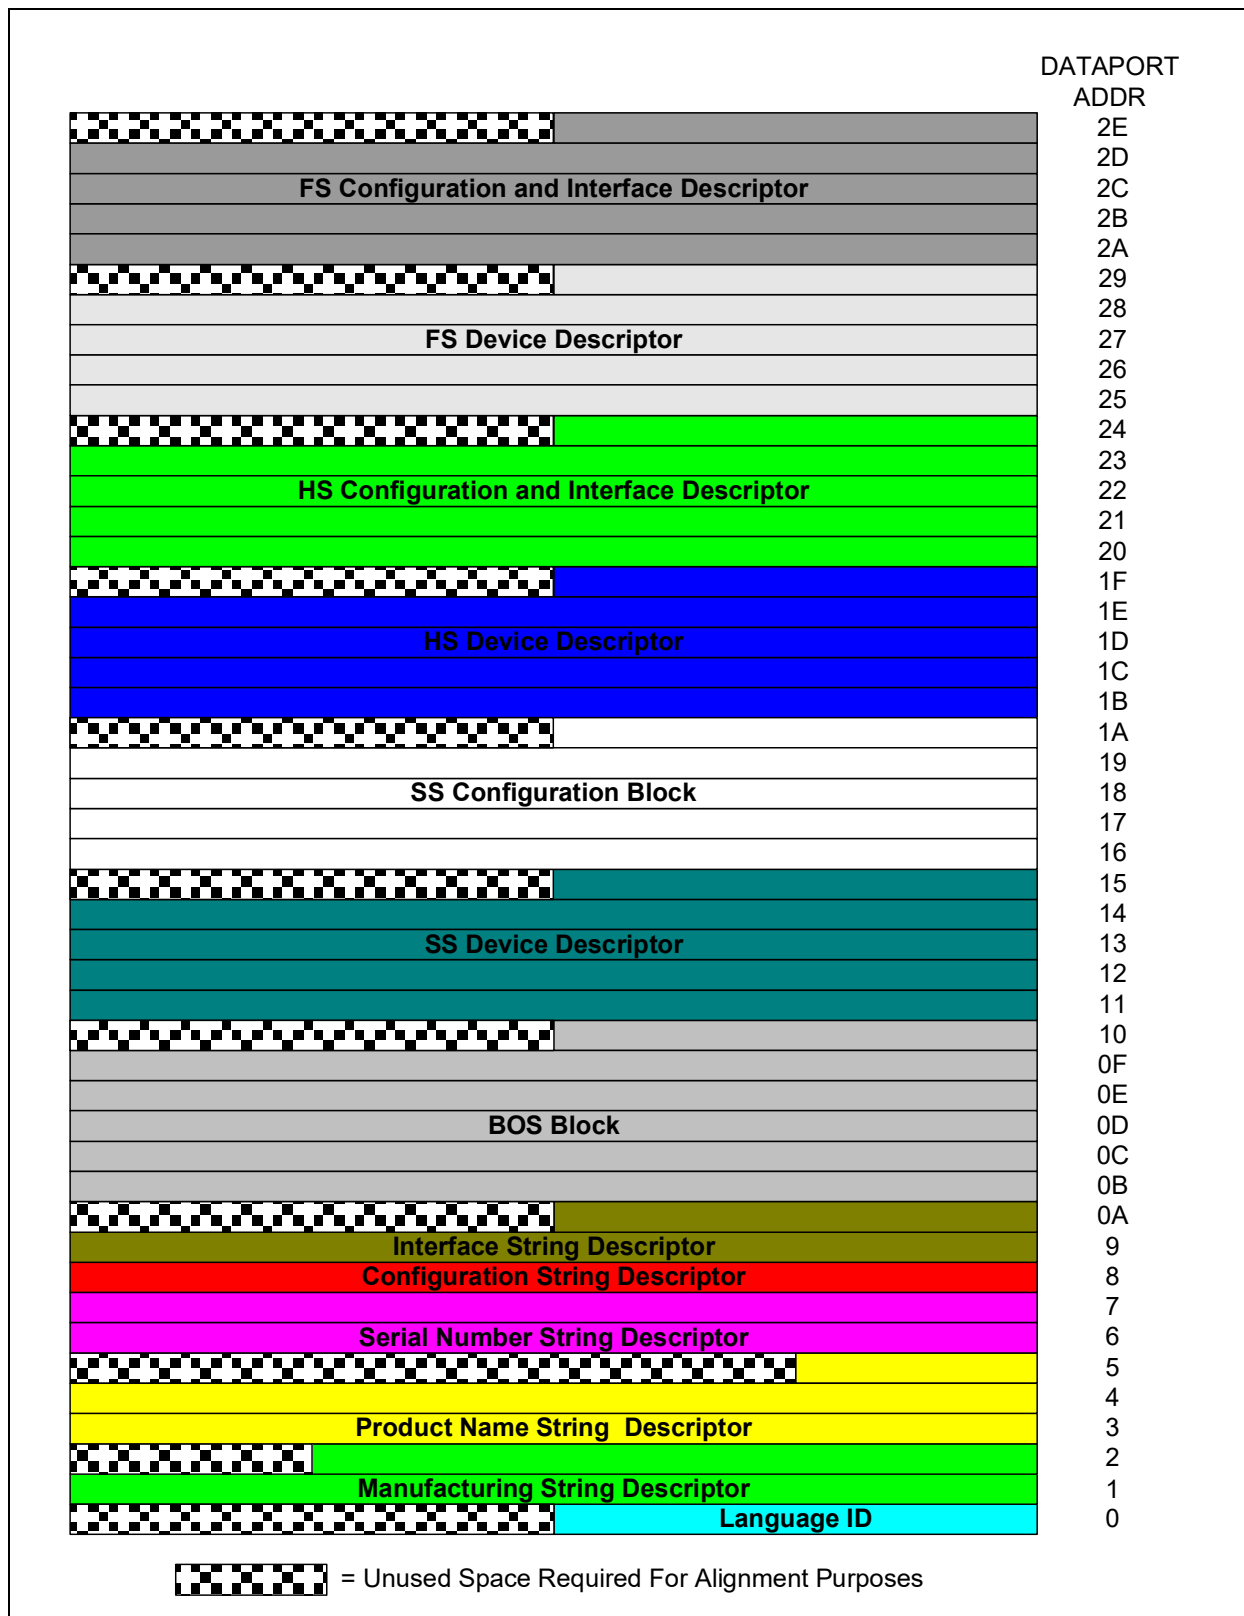 DATAPORT
ADDR
2E
2D
FS Configuration and Interface Descriptor 2C
2B
2A
29
28
FS Device Descriptor 27
26
25
24
23
HS Configuration and Interface Descriptor 22
21
20
1F
1E
HS Device Descriptor 1D
1C
1B
1A
19
SS Configuration Block 18
17
16
15
14
SS Device Descriptor 13
12
11
10
0F
0E
BOS Block 0D
0C
0B
0A
Interface String Descriptor 9
Configuration String Descriptor 8
7
Serial Number String Descriptor 6
5
4
Product Name String Descriptor 3
2
Manufacturing String Descriptor 1
Language ID 0
= Unused Space Required For Alignment Purposes